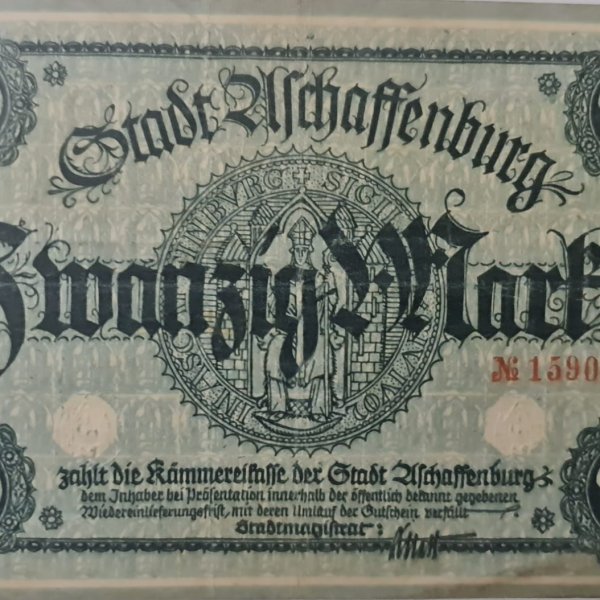 Stadt Aschaffenburg
Zwanzig Mark
№ 1590
zahlt die Kämmereikasse der Stadt Aschaffenburg
dem Inhaber bei Präsentation innerhalb der öffentlich bekannt gegebenen
Wiedereinlieferungsfrist, mit deren Umlauf der Gutschein verfällt
Stadtmagistrat: